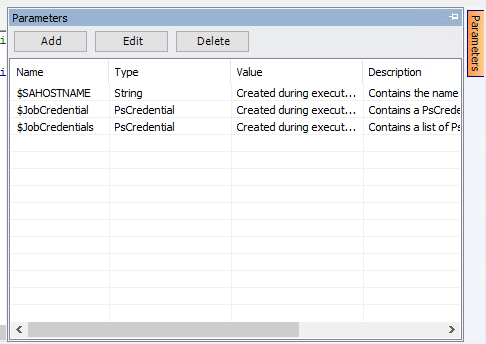 Parameters
Add Edit Delete
Name Type Value Description
$SAHOSTNAME String Created during execut... Contains the name
$JobCredential PsCredential Created during execut... Contains a PsCrede
$JobCredentials PsCredential Created during execut... Contains a list of Ps
Parameters